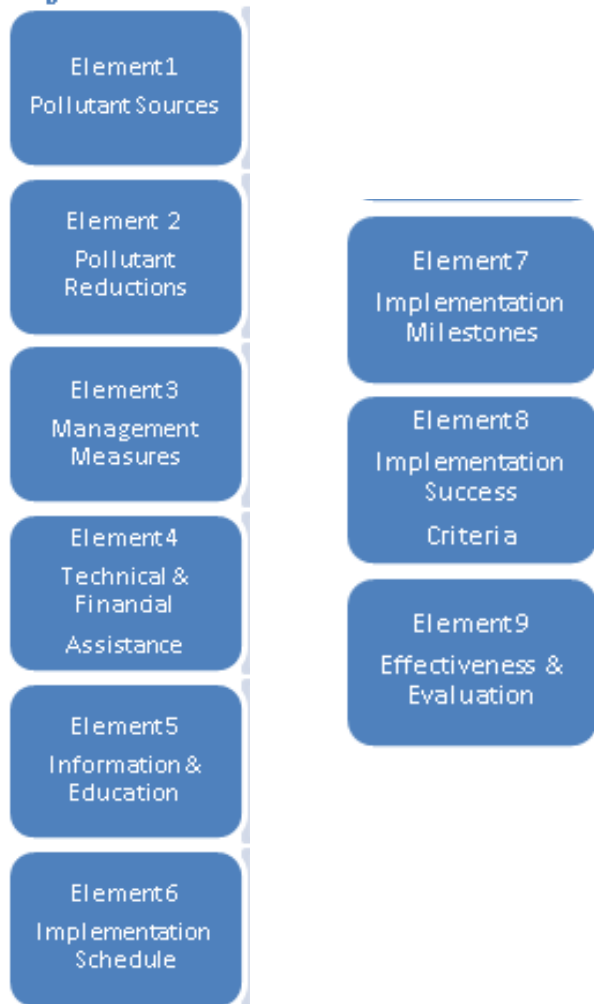 Element1
Pollutant Sources
Element 2
Pollutant
Reductions
Element3
Management
Measures
Element4
Technical &
Financial
Assistance
Element5
Information &
Education
Element6
Implementation
Schedule
Element7
Implementation
Milestones
Element8
Implementation
Success
Criteria
Element9
Effectiveness &
Evaluation